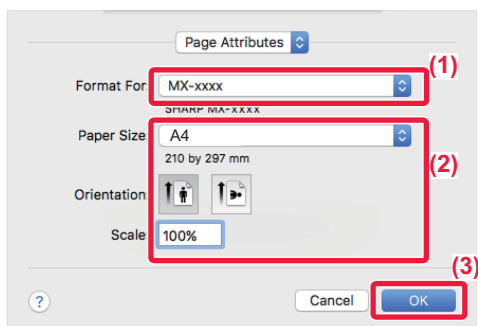 Page Attributes
(1)
Format For: MX-xxxx
SHARP MX-xxxx
Paper Size: A4
210 by 297 mm
(2)
Orientation:
Scale: 100%
(3)
? Cancel OK